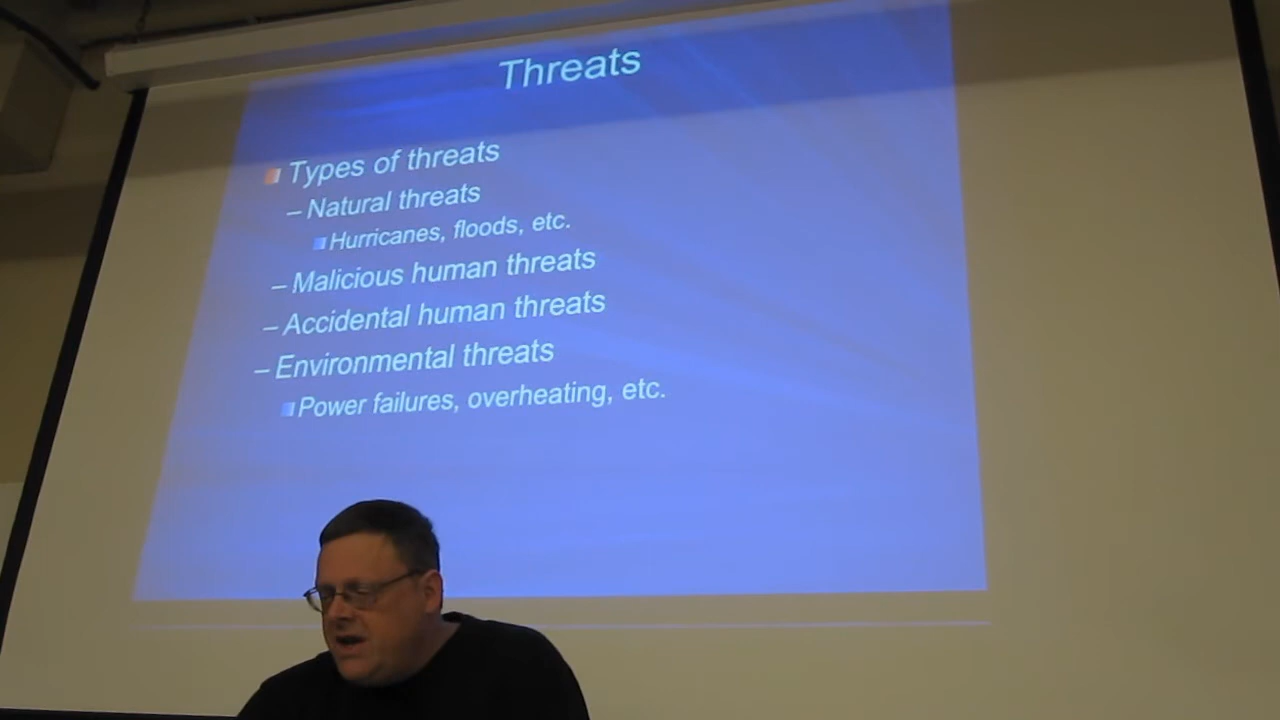 Threats
Types of threats
– Natural threats
Hurricanes, floods, etc.
– Malicious human threats
– Accidental human threats
– Environmental threats
Power failures, overheating, etc.